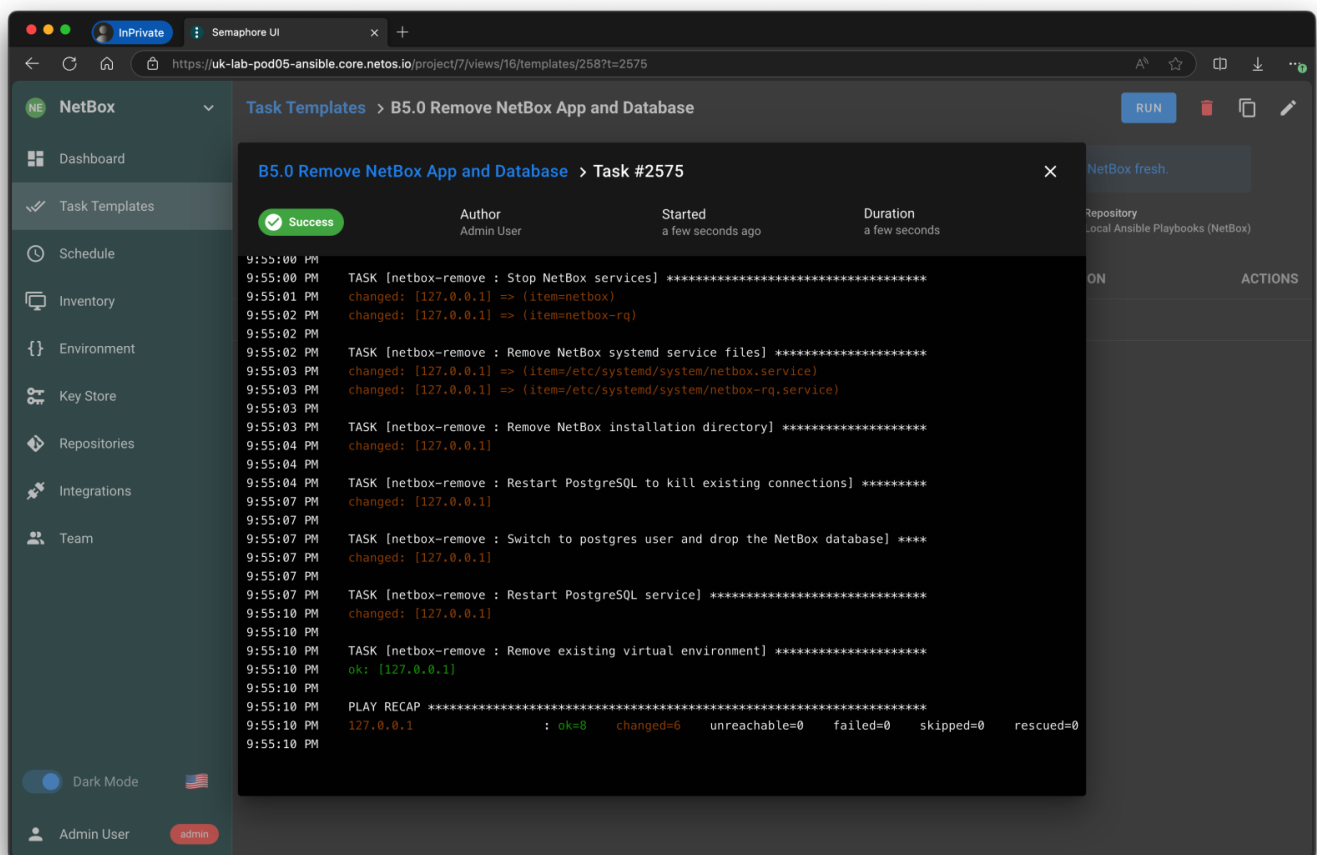 InPrivate
Semaphore UI
https://uk-lab-pod05-ansible.core.netos.io/project/7/views/16/templates/258?t=2575
NE NetBox
Task Templates > B5.0 Remove NetBox App and Database
RUN
Dashboard
Task Templates
Schedule
Inventory
Environment
Key Store
Repositories
Integrations
Team
Dark Mode
Admin User admin
NetBox fresh.
Repository
Local Ansible Playbooks (NetBox)
ON ACTIONS
B5.0 Remove NetBox App and Database > Task #2575
Success
Author
Admin User
Started
a few seconds ago
Duration
a few seconds
9:55:00 PM
9:55:00 PM TASK [netbox-remove : Stop NetBox services] ************************************
9:55:01 PM changed: [127.0.0.1] => (item=netbox)
9:55:02 PM changed: [127.0.0.1] => (item=netbox-rq)
9:55:02 PM
9:55:02 PM TASK [netbox-remove : Remove NetBox systemd service files] *********************
9:55:03 PM changed: [127.0.0.1] => (item=/etc/systemd/system/netbox.service)
9:55:03 PM changed: [127.0.0.1] => (item=/etc/systemd/system/netbox-rq.service)
9:55:03 PM
9:55:03 PM TASK [netbox-remove : Remove NetBox installation directory] ********************
9:55:04 PM changed: [127.0.0.1]
9:55:04 PM
9:55:04 PM TASK [netbox-remove : Restart PostgreSQL to kill existing connections] *********
9:55:07 PM changed: [127.0.0.1]
9:55:07 PM
9:55:07 PM TASK [netbox-remove : Switch to postgres user and drop the NetBox database] ****
9:55:07 PM changed: [127.0.0.1]
9:55:07 PM
9:55:07 PM TASK [netbox-remove : Restart PostgreSQL service] ******************************
9:55:10 PM changed: [127.0.0.1]
9:55:10 PM
9:55:10 PM TASK [netbox-remove : Remove existing virtual environment] *********************
9:55:10 PM ok: [127.0.0.1]
9:55:10 PM
9:55:10 PM PLAY RECAP *********************************************************************
9:55:10 PM 127.0.0.1 : ok=8 changed=6 unreachable=0 failed=0 skipped=0 rescued=0
9:55:10 PM